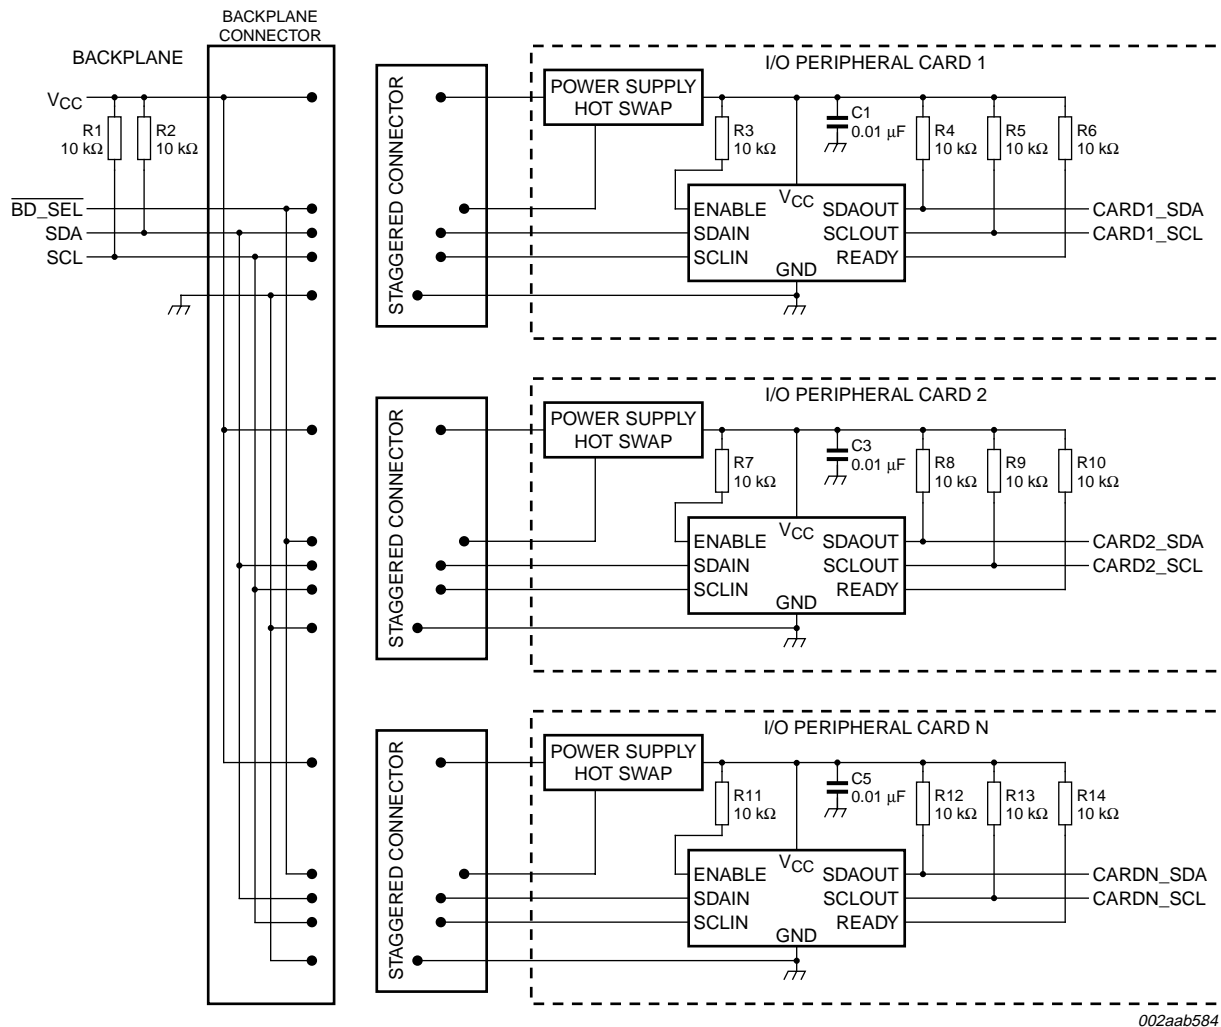 BACKPLANE
CONNECTOR
BACKPLANE
VCC
R1
10 kΩ
R2
10 kΩ
BD_SEL
SDA
SCL
STAGGERED CONNECTOR
I/O PERIPHERAL CARD 1
POWER SUPPLY
HOT SWAP
R3
10 kΩ
C1
0.01 μF
R4
10 kΩ
R5
10 kΩ
R6
10 kΩ
VCC
ENABLE
SDAIN
SCLIN
SDAOUT
SCLOUT
READY
GND
CARD1_SDA
CARD1_SCL
STAGGERED CONNECTOR
I/O PERIPHERAL CARD 2
POWER SUPPLY
HOT SWAP
R7
10 kΩ
C3
0.01 μF
R8
10 kΩ
R9
10 kΩ
R10
10 kΩ
VCC
ENABLE
SDAIN
SCLIN
SDAOUT
SCLOUT
READY
GND
CARD2_SDA
CARD2_SCL
STAGGERED CONNECTOR
I/O PERIPHERAL CARD N
POWER SUPPLY
HOT SWAP
R11
10 kΩ
C5
0.01 μF
R12
10 kΩ
R13
10 kΩ
R14
10 kΩ
VCC
ENABLE
SDAIN
SCLIN
SDAOUT
SCLOUT
READY
GND
CARDN_SDA
CARDN_SCL
002aab584